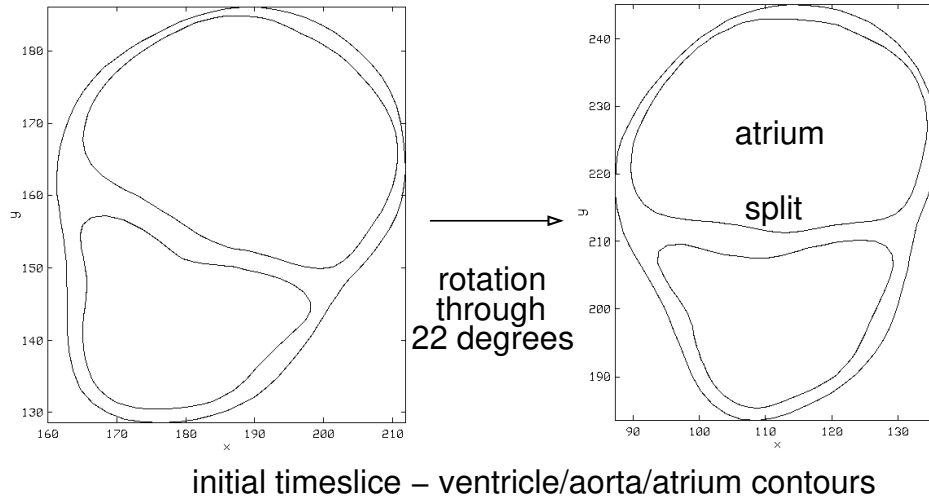 180
170
160
150
140
130
y
160 170 180 190 200 210
x
rotation
through
22 degrees
240
230
220
210
200
190
y
90 100 110 120 130
x
atrium
split
initial timeslice – ventricle/aorta/atrium contours